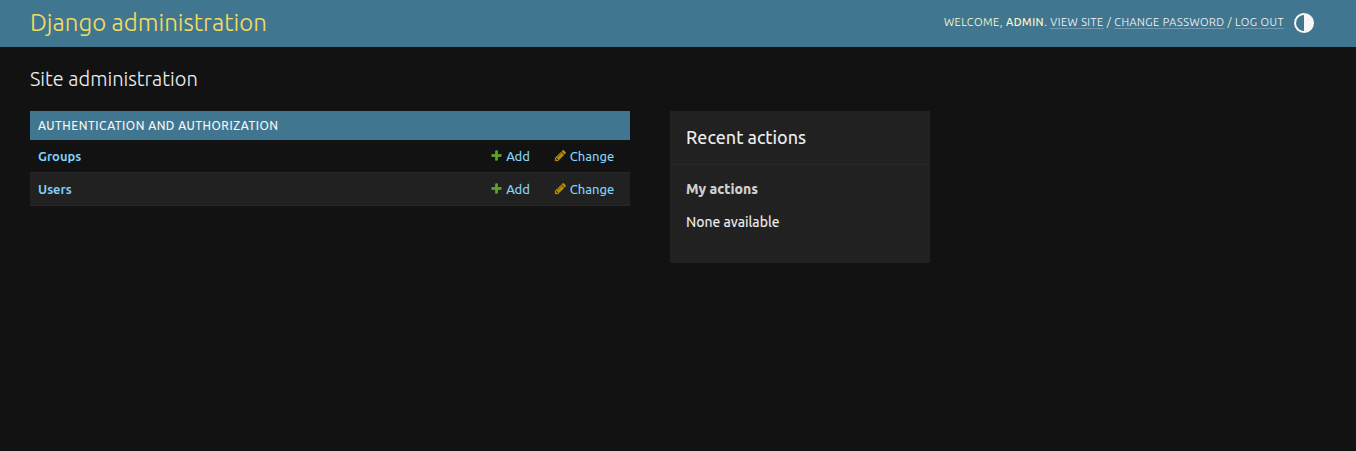 Django administration
WELCOME, ADMIN. VIEW SITE / CHANGE PASSWORD / LOG OUT
Site administration
AUTHENTICATION AND AUTHORIZATION
Groups Add Change
Users Add Change
Recent actions
My actions
None available